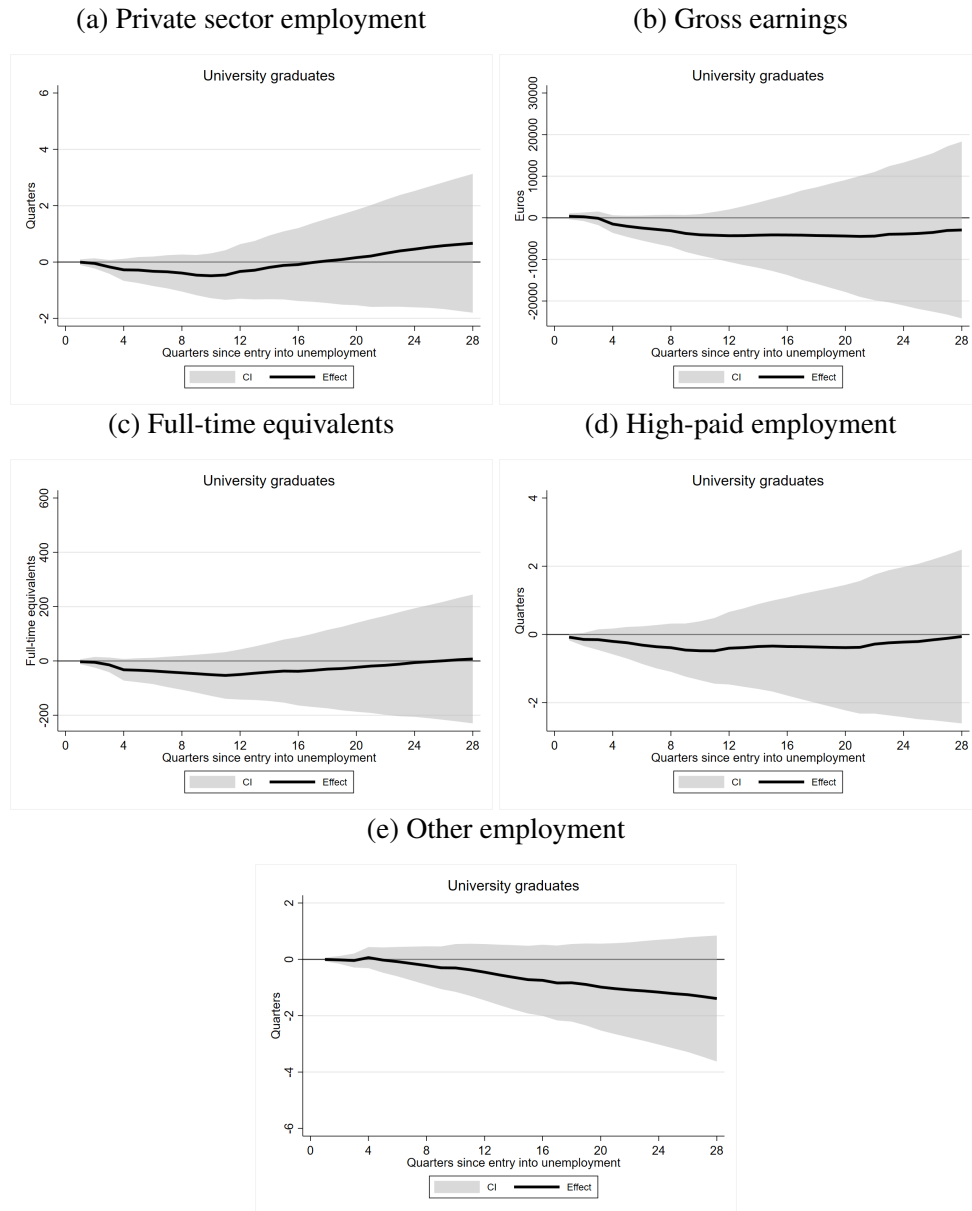 (a) Private sector employment
University graduates
6
4
2
0
-2
Quarters
0 4 8 12 16 20 24 28
Quarters since entry into unemployment
CI Effect
(b) Gross earnings
University graduates
30000
20000
10000
0
-10000
-20000
Euros
0 4 8 12 16 20 24 28
Quarters since entry into unemployment
CI Effect
(c) Full-time equivalents
University graduates
600
400
200
0
-200
Full-time equivalents
0 4 8 12 16 20 24 28
Quarters since entry into unemployment
CI Effect
(d) High-paid employment
University graduates
4
2
0
-2
Quarters
0 4 8 12 16 20 24 28
Quarters since entry into unemployment
CI Effect
(e) Other employment
University graduates
2
0
-2
-4
-6
Quarters
0 4 8 12 16 20 24 28
Quarters since entry into unemployment
CI Effect